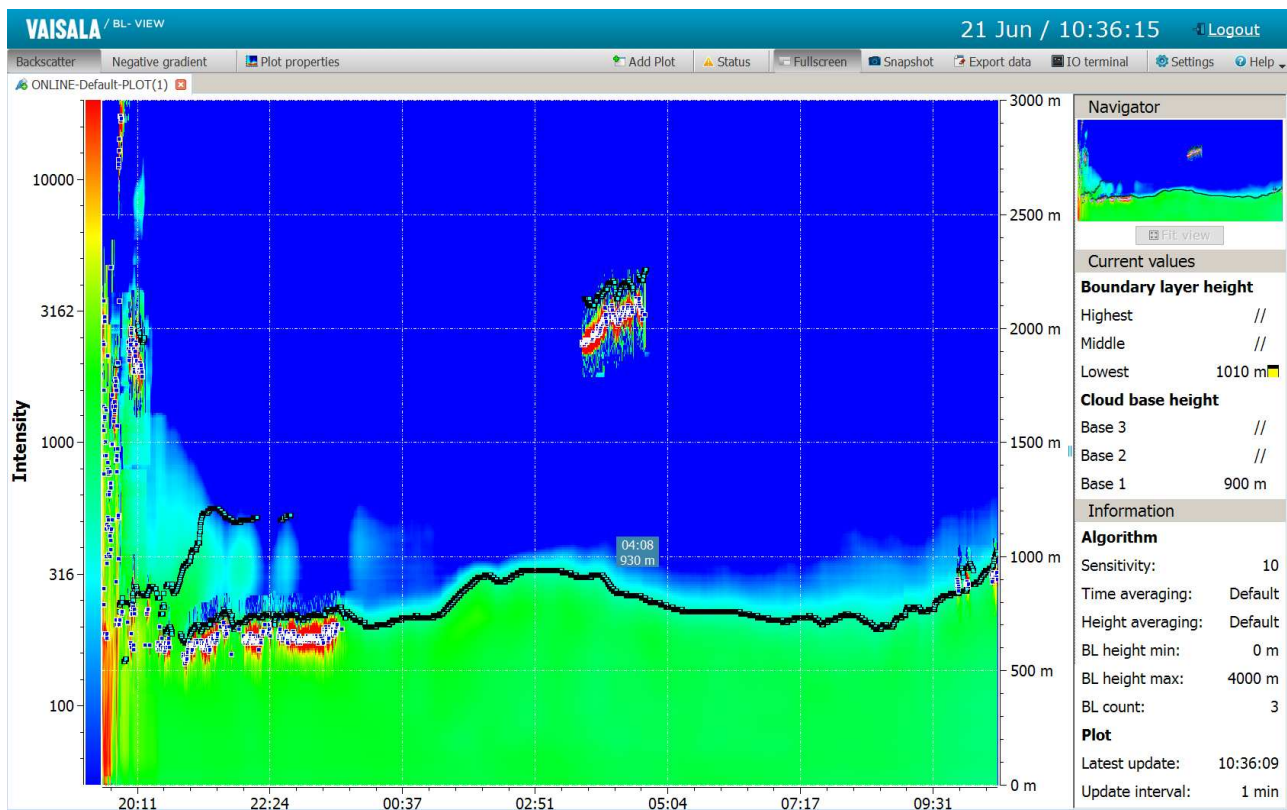 VAISALA / BL- VIEW
21 Jun / 10:36:15 Logout
Backscatter Negative gradient Plot properties Add Plot Status Fullscreen Snapshot Export data IO terminal Settings Help
ONLINE-Default-PLOT(1)
Intensity
10000
3162
1000
316
100
3000 m
2500 m
2000 m
1500 m
1000 m
500 m
0 m
04:08
930 m
20:11 22:24 00:37 02:51 05:04 07:17 09:31
Navigator
Fit view
Current values
Boundary layer height
Highest //
Middle //
Lowest 1010 m
Cloud base height
Base 3 //
Base 2 //
Base 1 900 m
Information
Algorithm
Sensitivity: 10
Time averaging: Default
Height averaging: Default
BL height min: 0 m
BL height max: 4000 m
BL count: 3
Plot
Latest update: 10:36:09
Update interval: 1 min